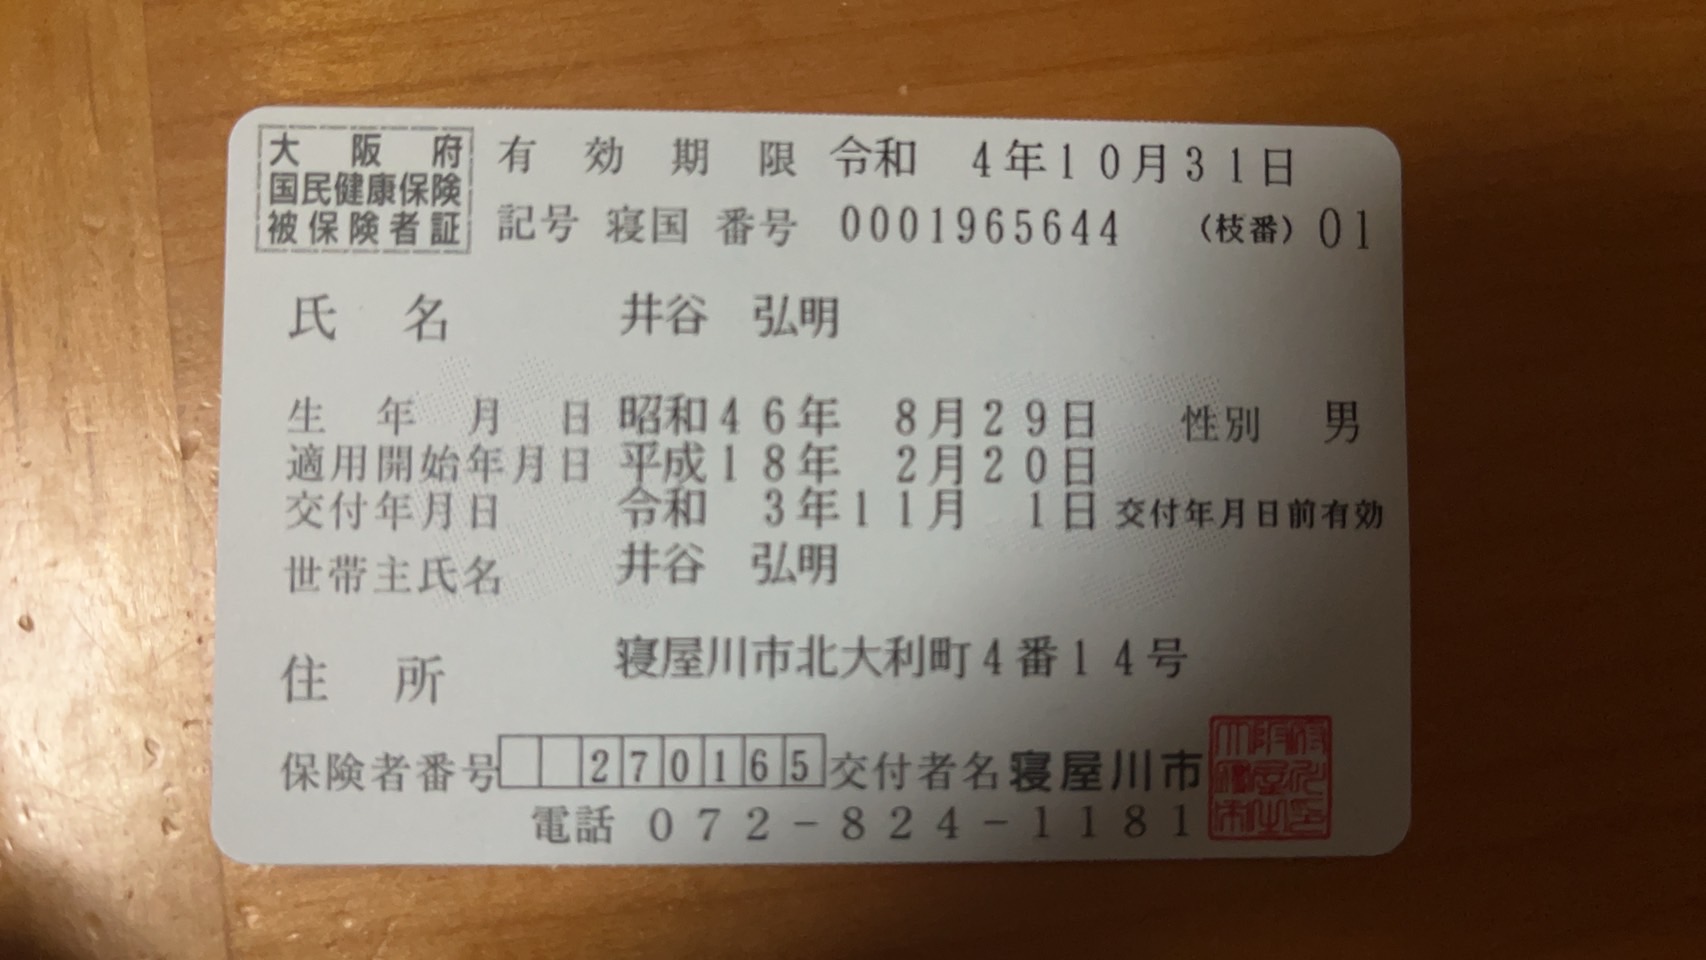 大阪府
国民健康保険
被保険者証
有効期限 令和 4年10月31日
記号 寝国 番号 0001965644 (枝番) 01
氏名 井谷 弘明
生年月日 昭和46年 8月29日 性別 男
適用開始年月日 平成18年 2月20日
交付年月日 令和 3年11月 1日 交付年月日前有効
世帯主氏名 井谷 弘明
住所 寝屋川市北大利町4番14号
保険者番号 270165 交付者名 寝屋川市
電話 072-824-1181